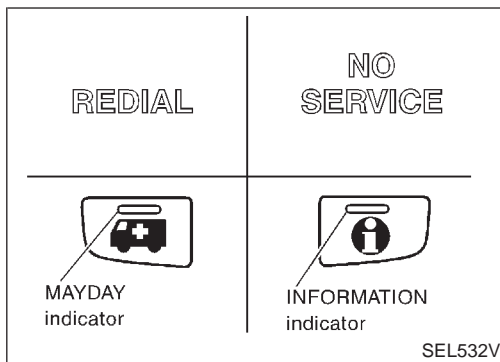 REDIAL
NO
SERVICE
MAYDAY
indicator
INFORMATION
indicator
SEL532V